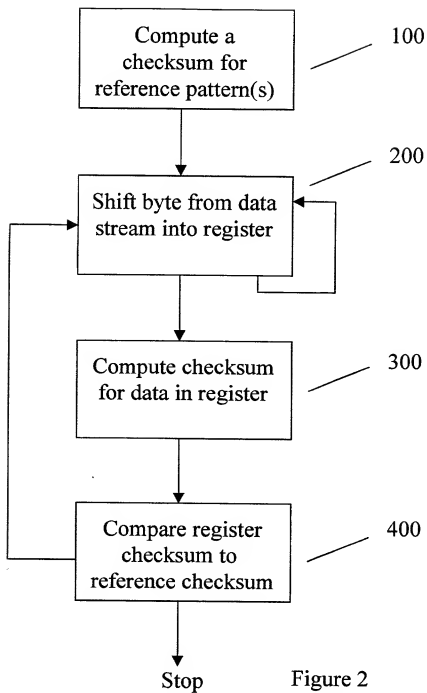 Compute a
checksum for
reference pattern(s)
100
200
Shift byte from data
stream into register
Compute checksum
for data in register
300
Compare register
checksum to
reference checksum
400
Stop
Figure 2